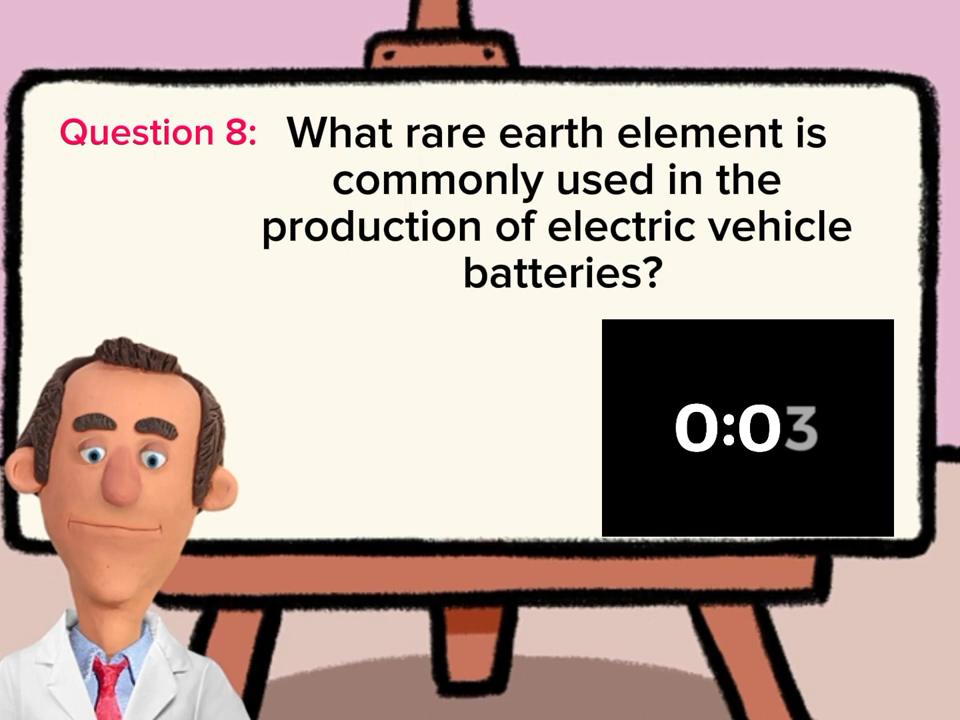 Question 8: What rare earth element is
commonly used in the
production of electric vehicle
batteries?
0:03